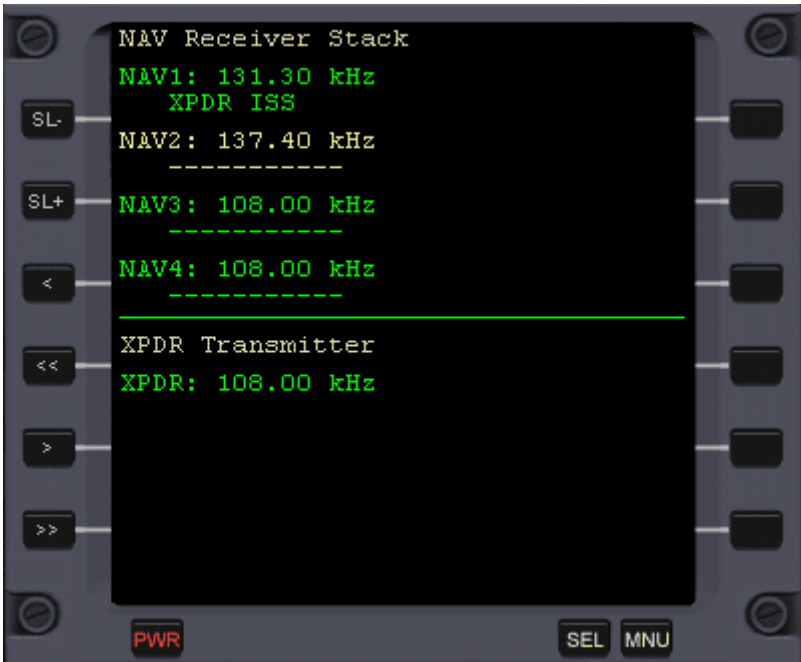 NAV Receiver Stack
NAV1: 131.30 kHz
XPDR ISS
SL-
NAV2: 137.40 kHz
-----------
SL+
NAV3: 108.00 kHz
-----------
NAV4: 108.00 kHz
<
-----------
XPDR Transmitter
<<
XPDR: 108.00 kHz
>
>>
PWR
SEL
MNU